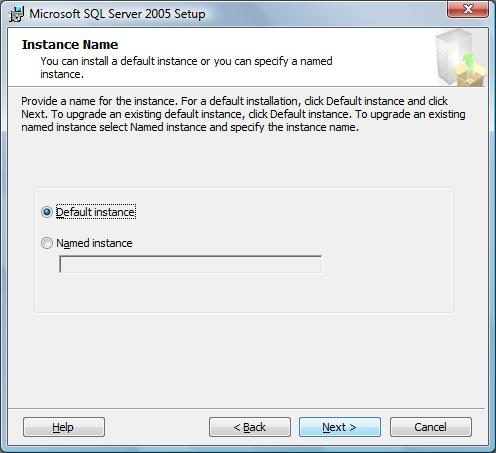 Microsoft SQL Server 2005 Setup
Instance Name
You can install a default instance or you can specify a named
instance.
Provide a name for the instance. For a default installation, click Default instance and click
Next. To upgrade an existing default instance, click Default instance. To upgrade an existing
named instance select Named instance and specify the instance name.
Default instance
Named instance
Help
< Back
Next >
Cancel